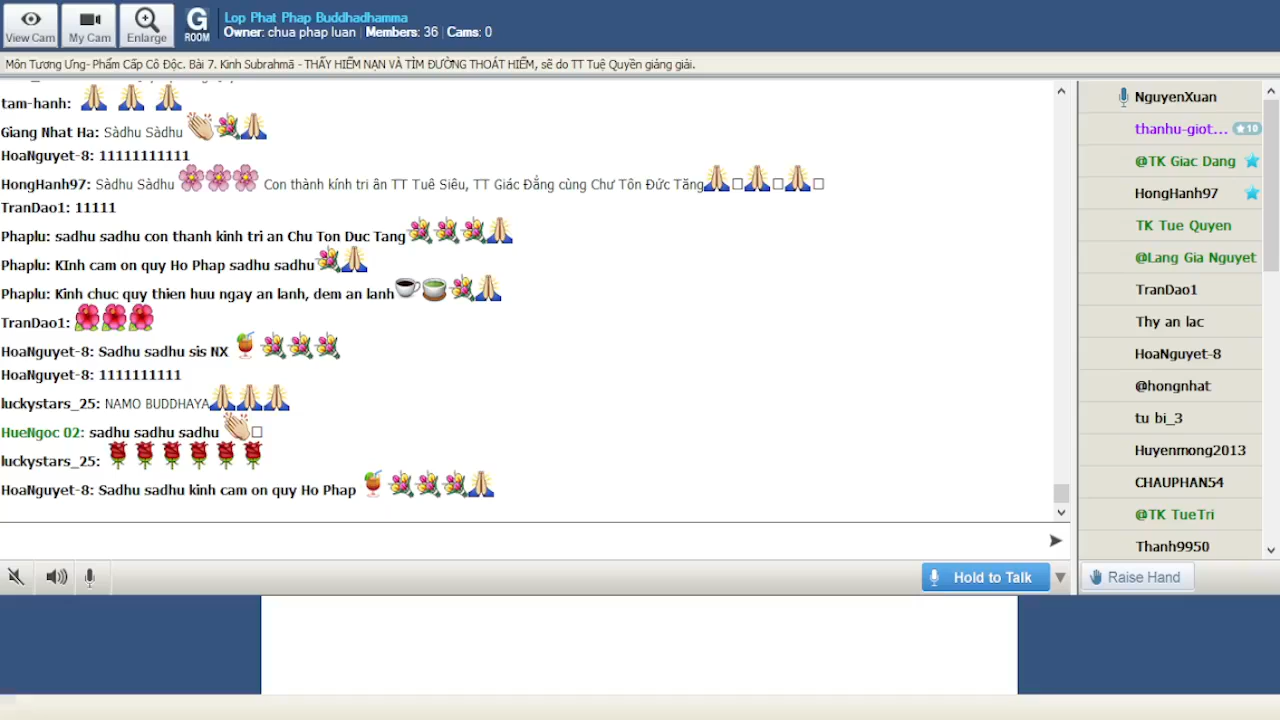 View Cam
My Cam
Enlarge
G
ROOM
Lop Phat Phap Buddhadhamma
Owner: chua phap luan | Members: 36 | Cams: 0
Môn Tương Ưng- Phẩm Cấp Cô Độc. Bài 7. Kinh Subrahmā - THẤY HIỂM NẠN VÀ TÌM ĐƯỜNG THOÁT HIỂM, sẽ do TT Tuệ Quyền giảng giải.
tam-hanh:
Giang Nhat Ha: Sàdhu Sàdhu
HoaNguyet-8: 11111111111
HongHanh97: Sàdhu Sàdhu Con thành kính tri ân TT Tuê Siêu, TT Giác Đẳng cùng Chư Tôn Đức Tăng
TranDao1: 11111
Phaplu: sadhu sadhu con thanh kinh tri an Chu Ton Duc Tang
Phaplu: KInh cam on quy Ho Phap sadhu sadhu
Phaplu: Kinh chuc quy thien huu ngay an lanh, dem an lanh
TranDao1:
HoaNguyet-8: Sadhu sadhu sis NX
HoaNguyet-8: 1111111111
luckystars_25: NAMO BUDDHAYA
HueNgoc 02: sadhu sadhu sadhu
luckystars_25:
HoaNguyet-8: Sadhu sadhu kinh cam on quy Ho Phap
Hold to Talk
NguyenXuan
thanhu-giot... 10
@TK Giac Dang
HongHanh97
TK Tue Quyen
@Lang Gia Nguyet
TranDao1
Thy an lac
HoaNguyet-8
@hongnhat
tu bi_3
Huyenmong2013
CHAUPHAN54
@TK TueTri
Thanh9950
Raise Hand